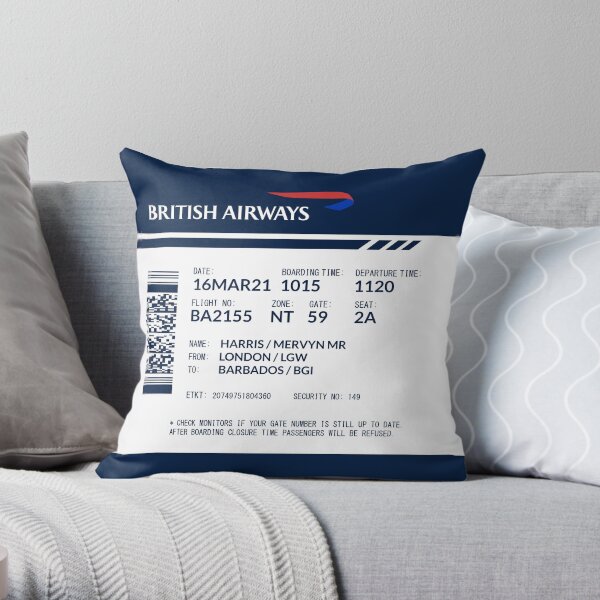 BRITISH AIRWAYS
DATE: BOARDING TIME: DEPARTURE TIME:
16MAR21 1015 1120
FLIGHT NO: ZONE: GATE: SEAT:
BA2155 NT 59 2A
NAME: HARRIS / MERVYN MR
FROM: LONDON / LGW
TO: BARBADOS / BGI
ETKT: 20749751804360 SECURITY NO: 149
* CHECK MONITORS IF YOUR GATE NUMBER IS STILL UP TO DATE.
AFTER BOARDING CLOSURE TIME PASSENGERS WILL BE REFUSED.